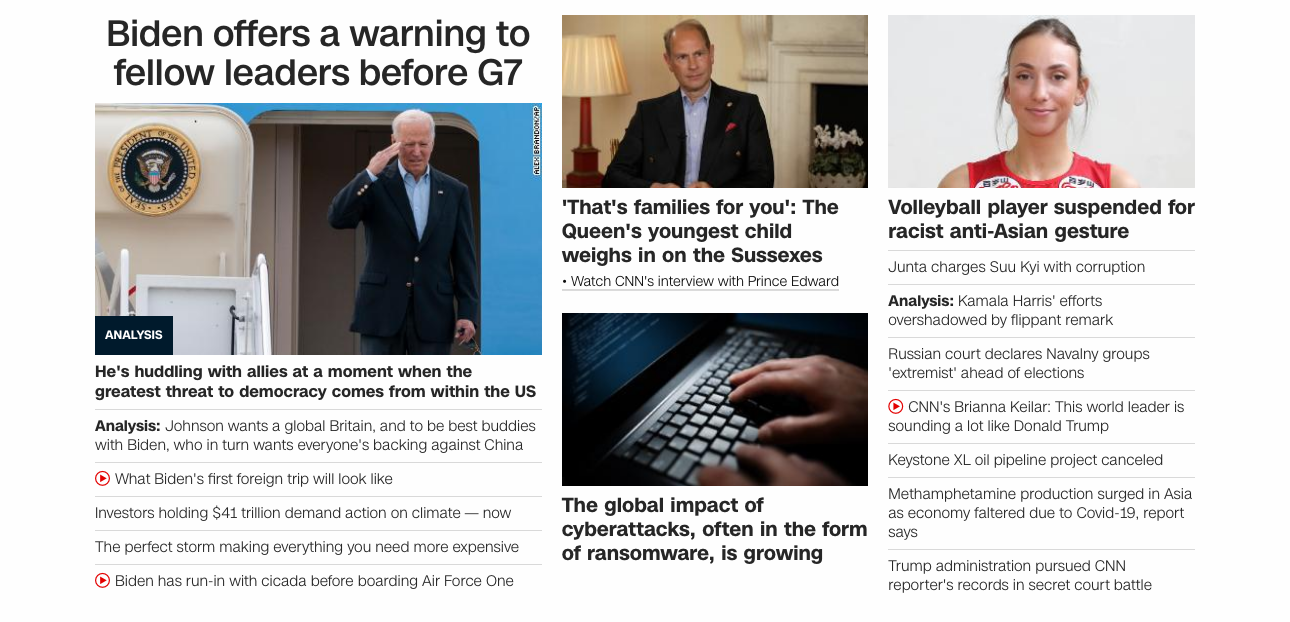 Biden offers a warning to
fellow leaders before G7
ALEX BRANDON/AP
SEAL OF THE PRESIDENT OF THE UNITED STATES
ANALYSIS
He's huddling with allies at a moment when the
greatest threat to democracy comes from within the US
Analysis: Johnson wants a global Britain, and to be best buddies
with Biden, who in turn wants everyone's backing against China
What Biden's first foreign trip will look like
Investors holding $41 trillion demand action on climate — now
The perfect storm making everything you need more expensive
Biden has run-in with cicada before boarding Air Force One
'That's families for you': The
Queen's youngest child
weighs in on the Sussexes
• Watch CNN's interview with Prince Edward
The global impact of
cyberattacks, often in the form
of ransomware, is growing
Volleyball player suspended for
racist anti-Asian gesture
Junta charges Suu Kyi with corruption
Analysis: Kamala Harris' efforts
overshadowed by flippant remark
Russian court declares Navalny groups
'extremist' ahead of elections
CNN's Brianna Keilar: This world leader is
sounding a lot like Donald Trump
Keystone XL oil pipeline project canceled
Methamphetamine production surged in Asia
as economy faltered due to Covid-19, report
says
Trump administration pursued CNN
reporter's records in secret court battle